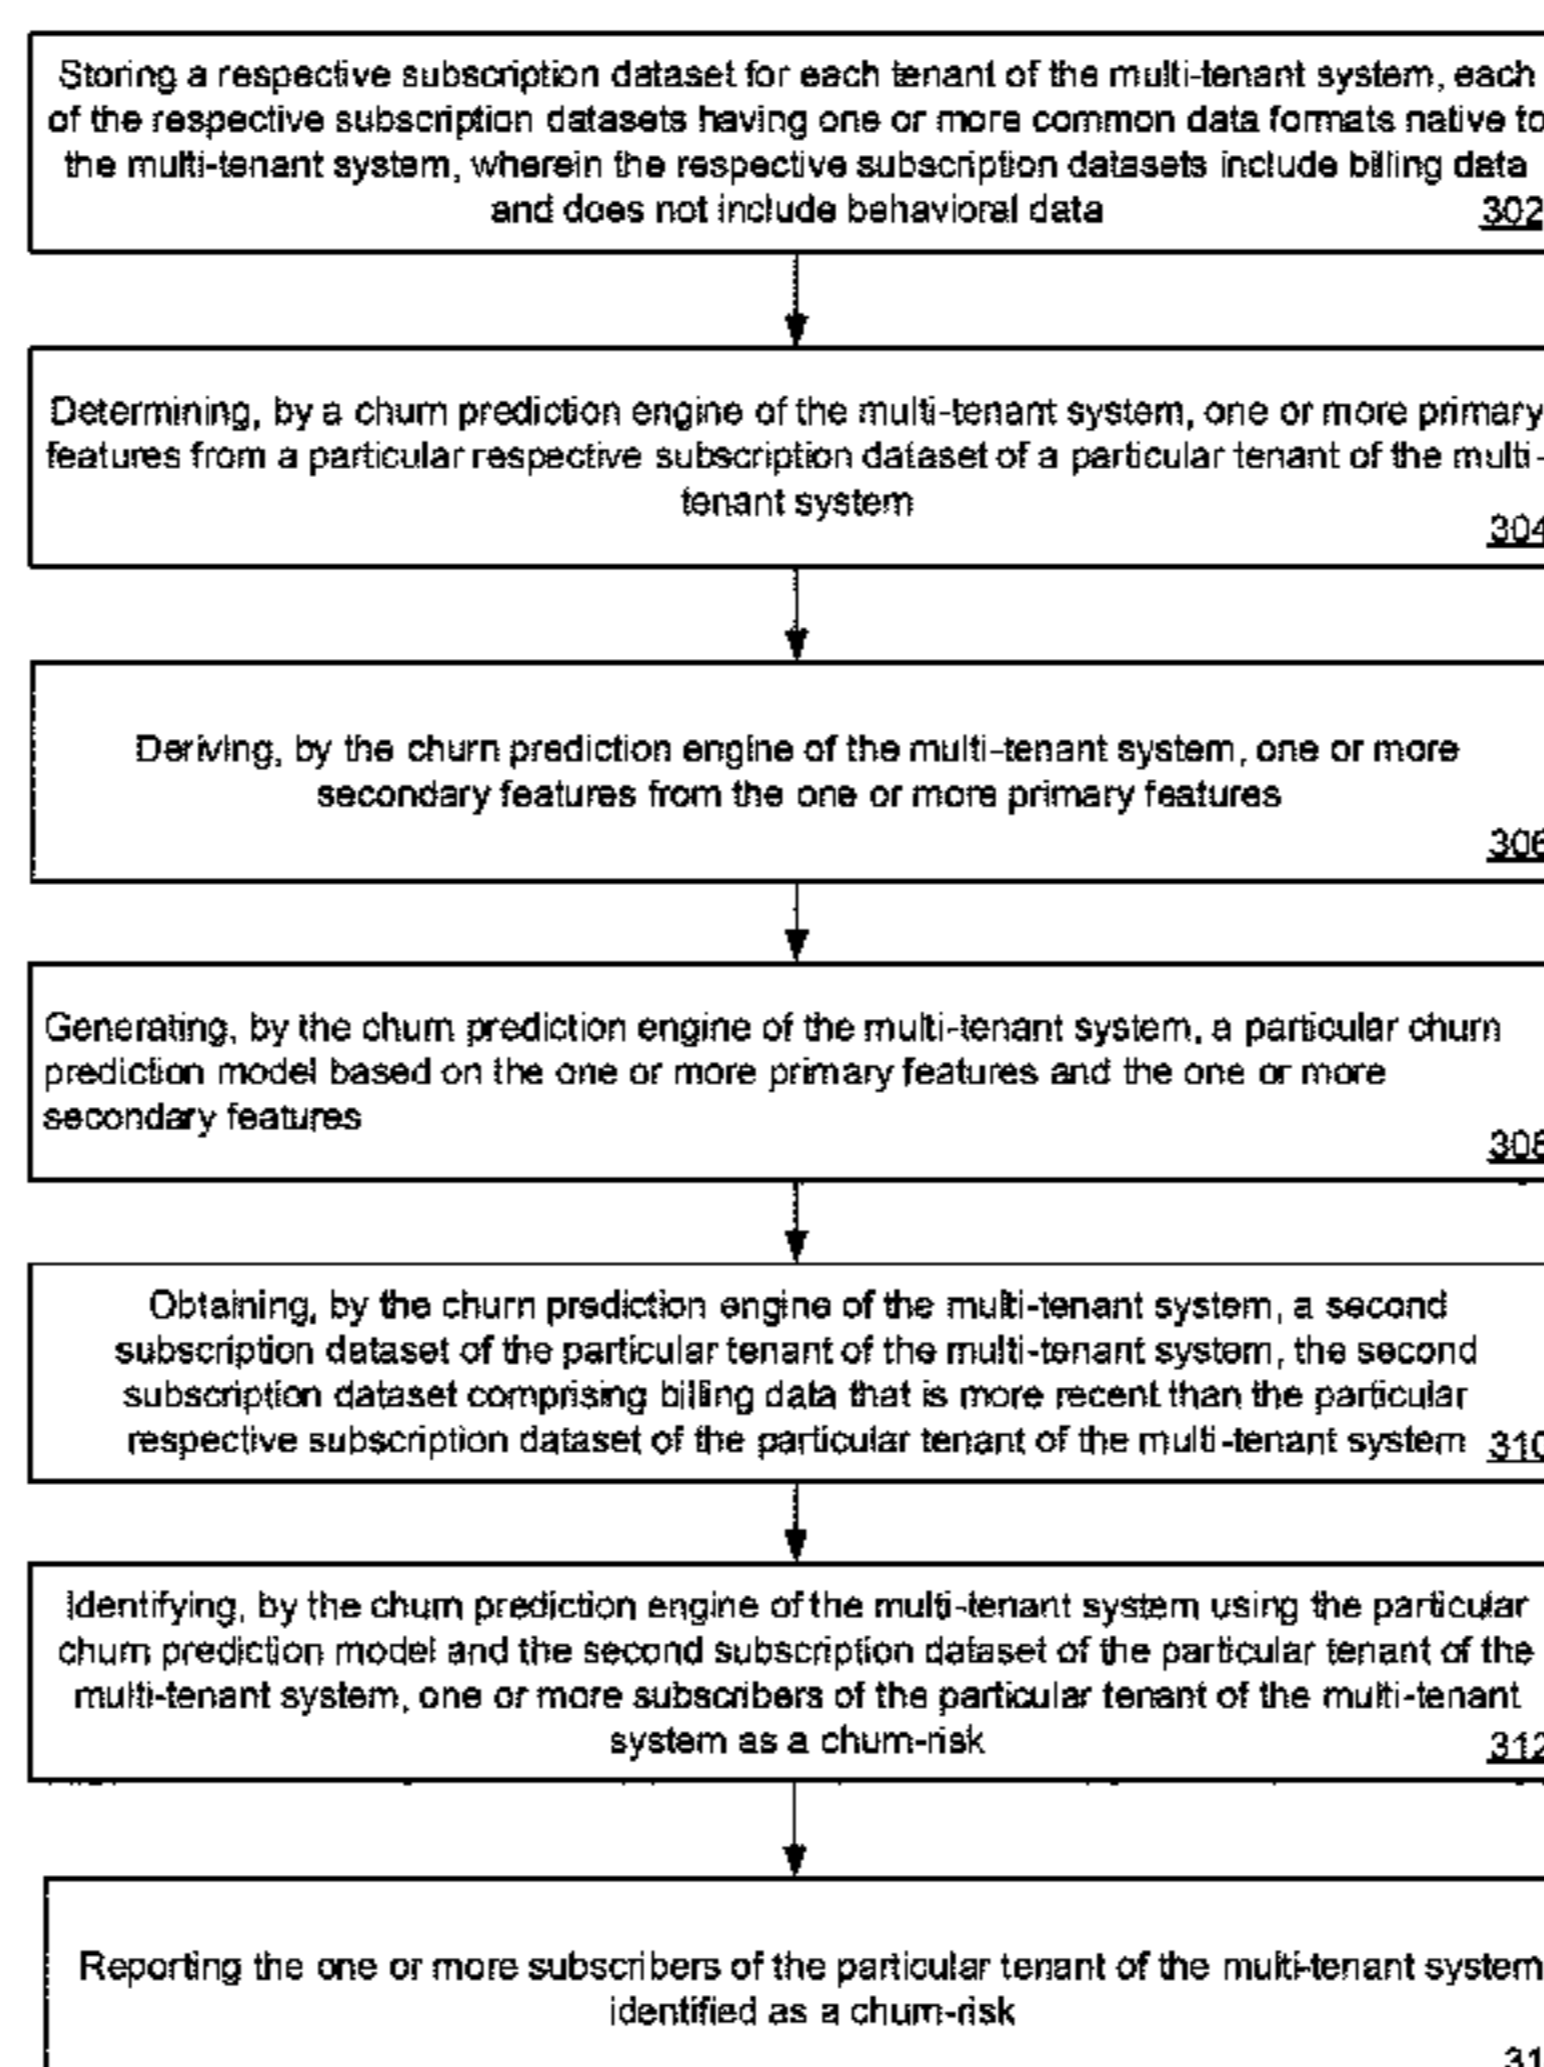 Storing a respective subscription dataset for each tenant of the multi-tenant system, each
of the respective subscription datasets having one or more common data formats native to
the multi-tenant system, wherein the respective subscription datasets include billing data
and does not include behavioral data
302
Determining, by a churn prediction engine of the multi-tenant system, one or more primary
features from a particular respective subscription dataset of a particular tenant of the multi-
tenant system
304
Deriving, by the churn prediction engine of the multi-tenant system, one or more
secondary features from the one or more primary features
306
Generating, by the churn prediction engine of the multi-tenant system, a particular churn
prediction model based on the one or more primary features and the one or more
secondary features
308
Obtaining, by the churn prediction engine of the multi-tenant system, a second
subscription dataset of the particular tenant of the multi-tenant system, the second
subscription dataset comprising billing data that is more recent than the particular
respective subscription dataset of the particular tenant of the multi-tenant system 310
Identifying, by the churn prediction engine of the multi-tenant system using the particular
churn prediction model and the second subscription dataset of the particular tenant of the
multi-tenant system, one or more subscribers of the particular tenant of the multi-tenant
system as a churn-risk
312
Reporting the one or more subscribers of the particular tenant of the multi-tenant system
identified as a churn-risk